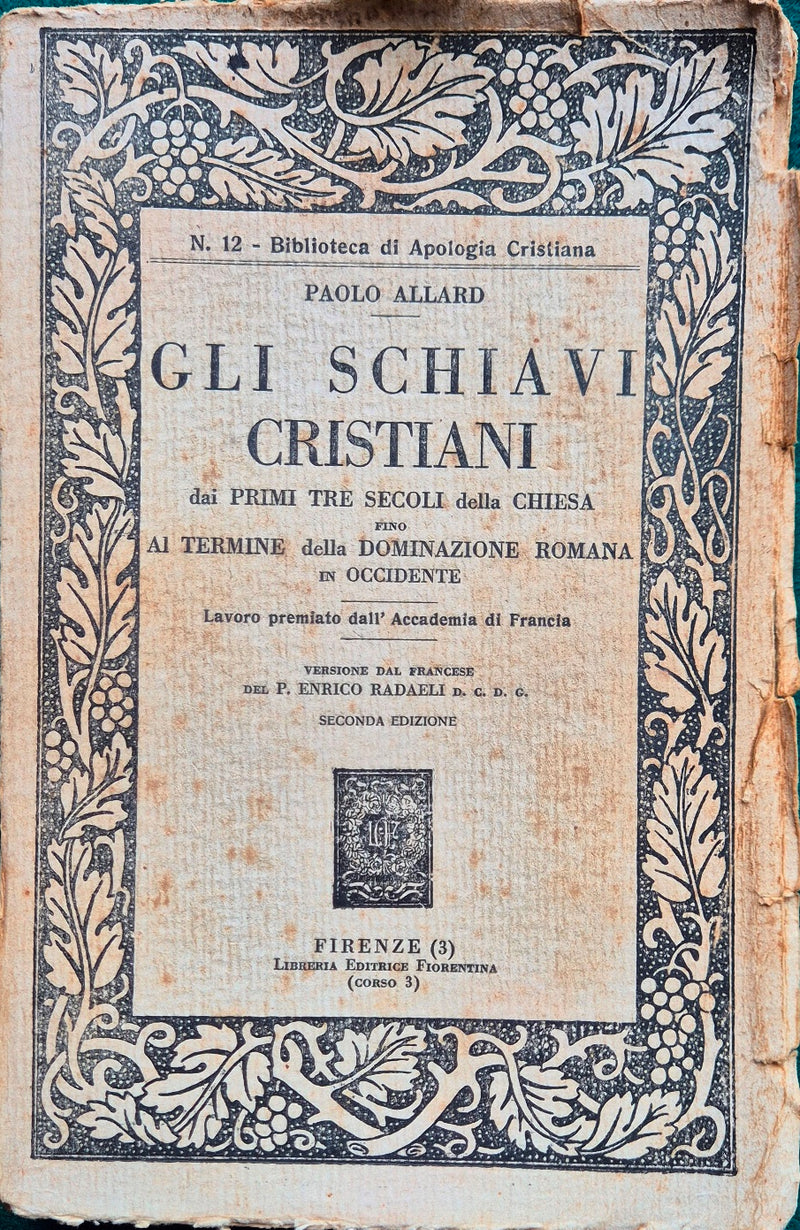 N. 12 - Biblioteca di Apologia Cristiana
PAOLO ALLARD
GLI SCHIAVI
CRISTIANI
dai PRIMI TRE SECOLI della CHIESA
FINO
Al TERMINE della DOMINAZIONE ROMANA
IN OCCIDENTE
Lavoro premiato dall' Accademia di Francia
VERSIONE DAL FRANCESE
DEL P. ENRICO RADAELI D. C. D. G.
SECONDA EDIZIONE
FIRENZE (3)
LIBRERIA EDITRICE FIORENTINA
(CORSO 3)